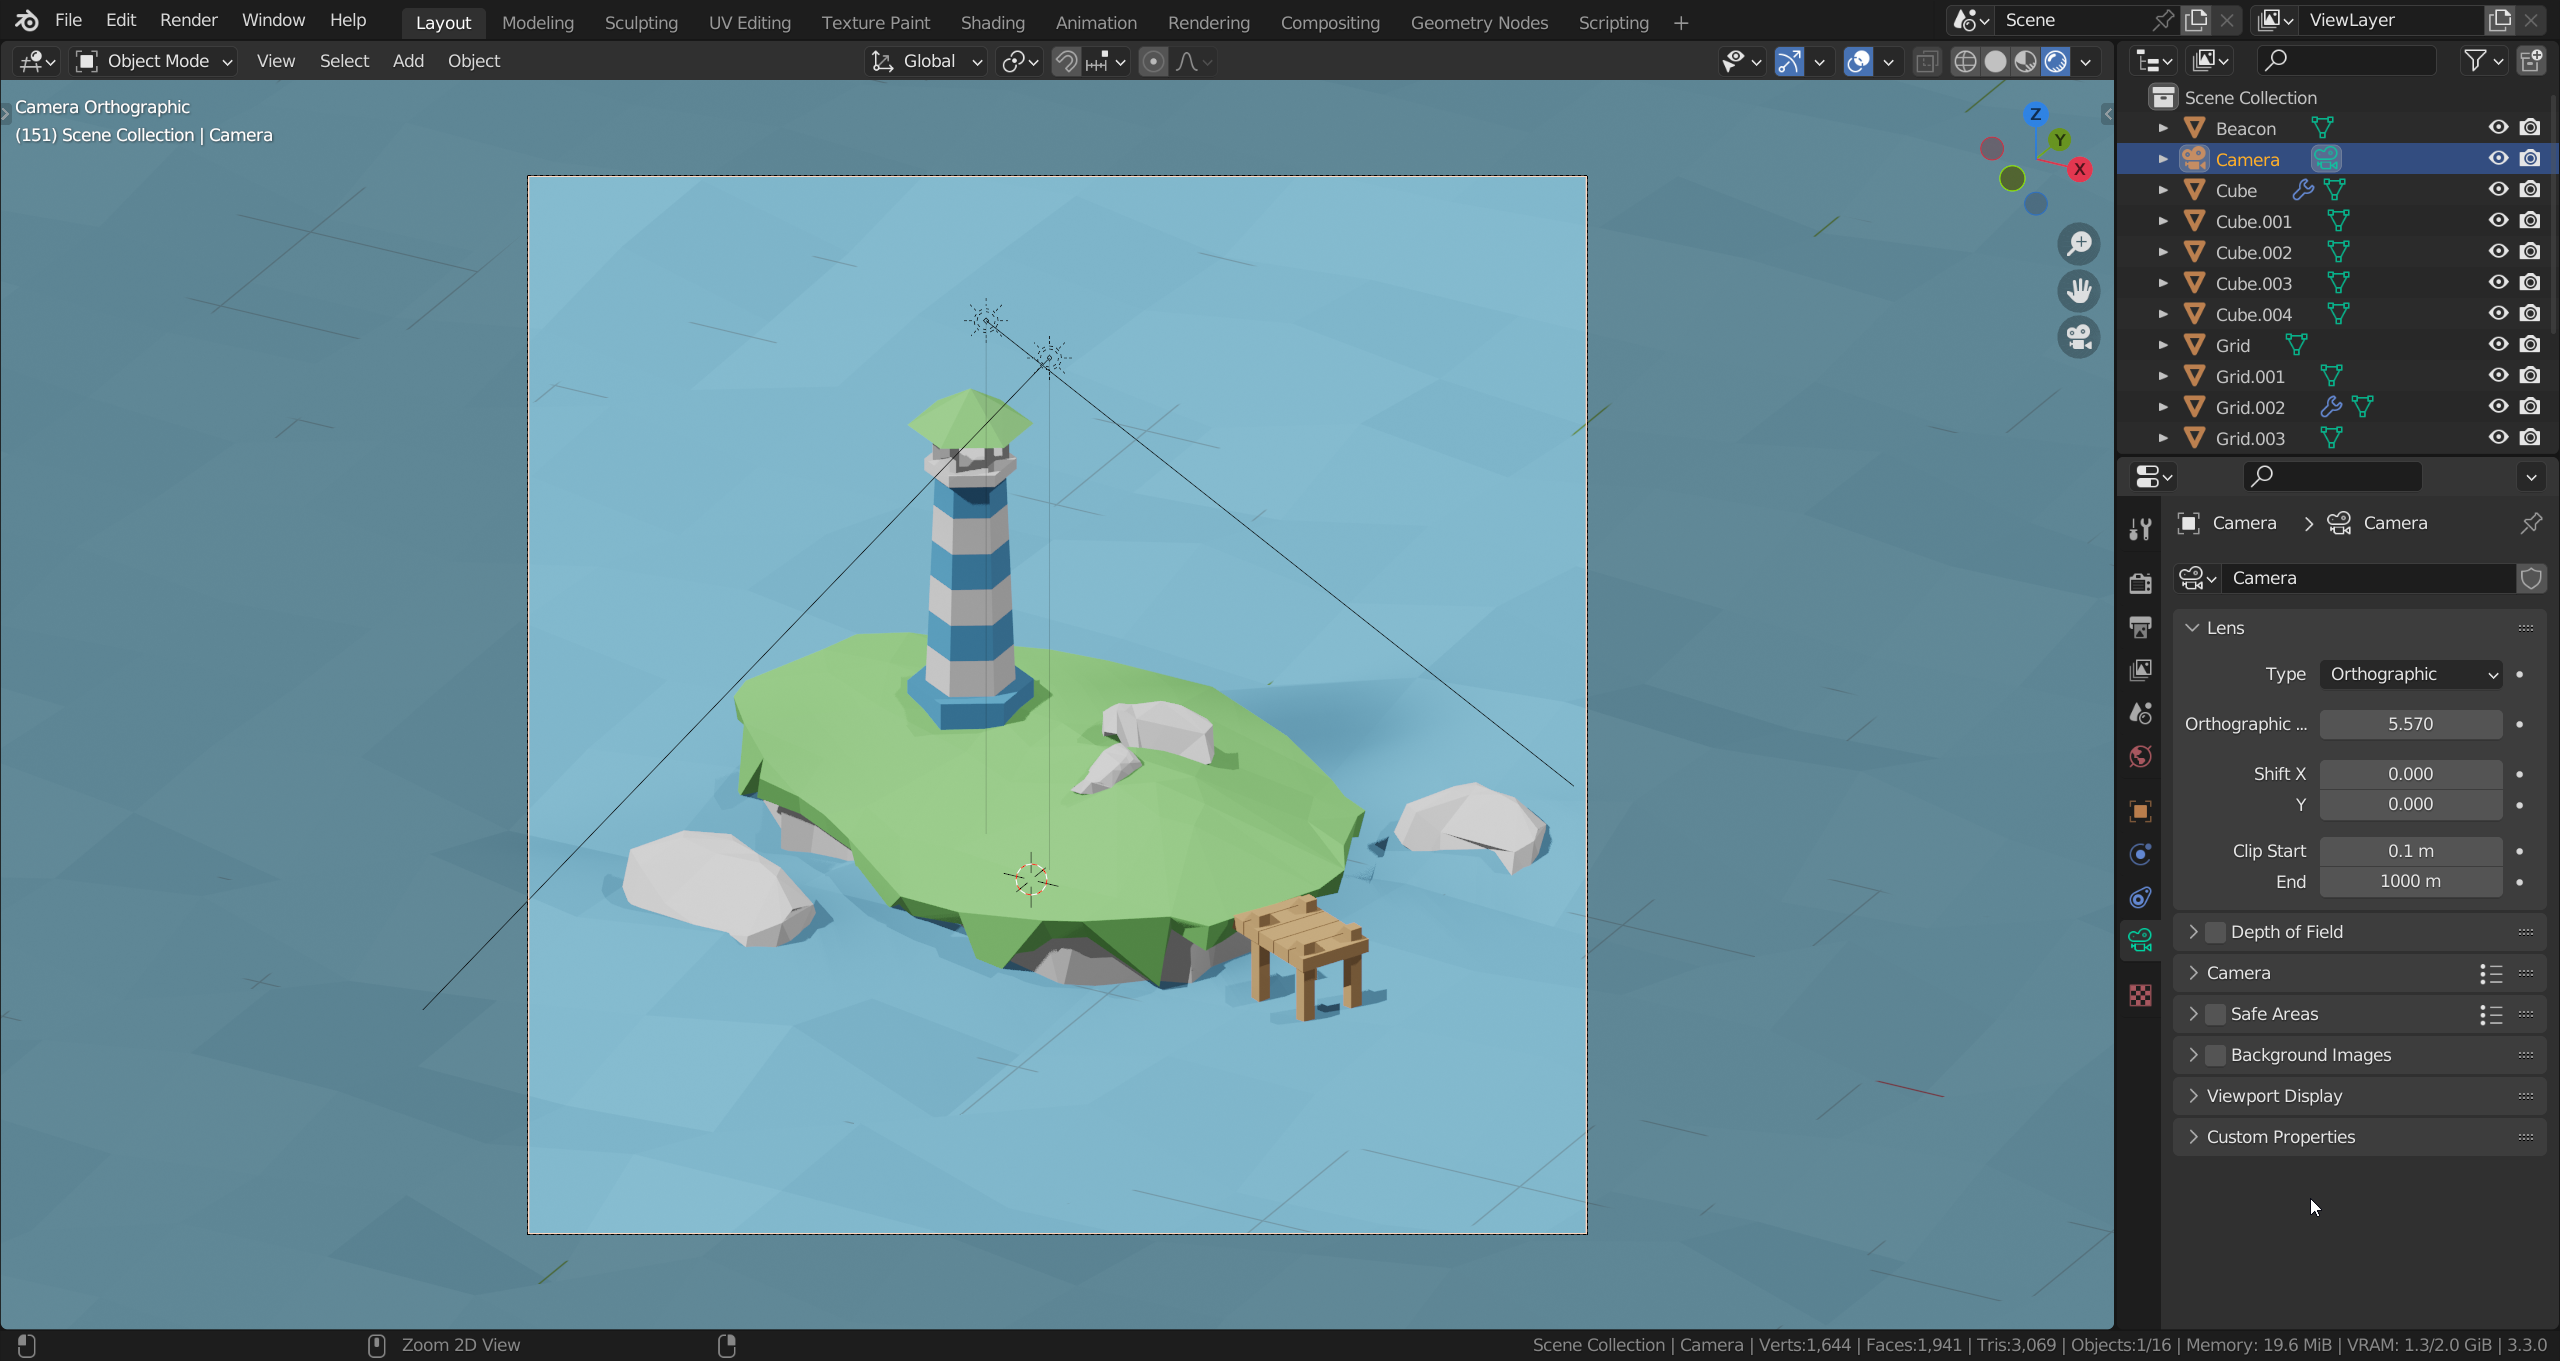 File Edit Render Window Help Layout Modeling Sculpting UV Editing Texture Paint Shading Animation Rendering Compositing Geometry Nodes Scripting + Scene ViewLayer
Object Mode View Select Add Object Global
Camera Orthographic
(151) Scene Collection | Camera
Z
Y
X
Scene Collection
Beacon
Camera
Cube
Cube.001
Cube.002
Cube.003
Cube.004
Grid
Grid.001
Grid.002
Grid.003
Camera > Camera
Camera
Lens
Type Orthographic
Orthographic ... 5.570
Shift X 0.000
Y 0.000
Clip Start 0.1 m
End 1000 m
Depth of Field
Camera
Safe Areas
Background Images
Viewport Display
Custom Properties
Zoom 2D View
Scene Collection | Camera | Verts:1,644 | Faces:1,941 | Tris:3,069 | Objects:1/16 | Memory: 19.6 MiB | VRAM: 1.3/2.0 GiB | 3.3.0